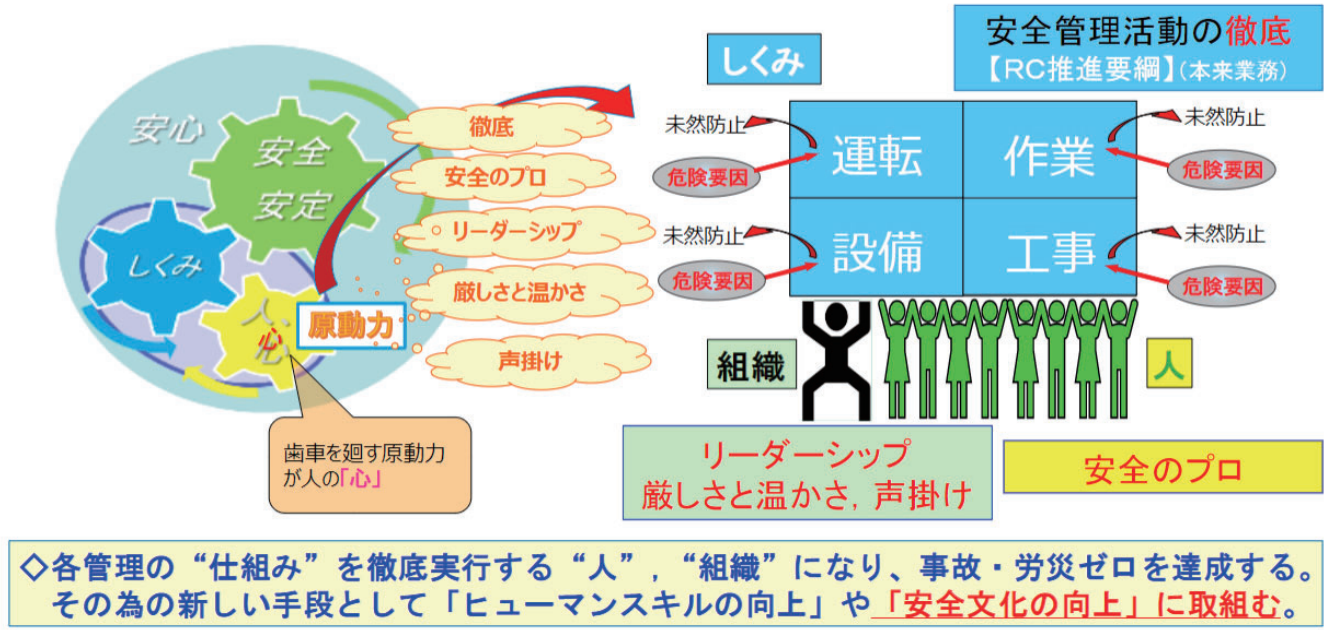 安心
安全
安定
しくみ
人、
心
心
原動力
歯車を廻す原動力
が人の「心」
徹底
安全のプロ
リーダーシップ
厳しさと温かさ
声掛け
しくみ
安全管理活動の徹底
【RC推進要綱】(本来業務)
未然防止
危険要因
運転
作業
未然防止
危険要因
未然防止
危険要因
設備
工事
未然防止
危険要因
組織
人
リーダーシップ
厳しさと温かさ, 声掛け
安全のプロ
◇各管理の“仕組み”を徹底実行する“人”, “組織”になり、事故・労災ゼロを達成する。
その為の新しい手段として「ヒューマンスキルの向上」や「安全文化の向上」に取組む。